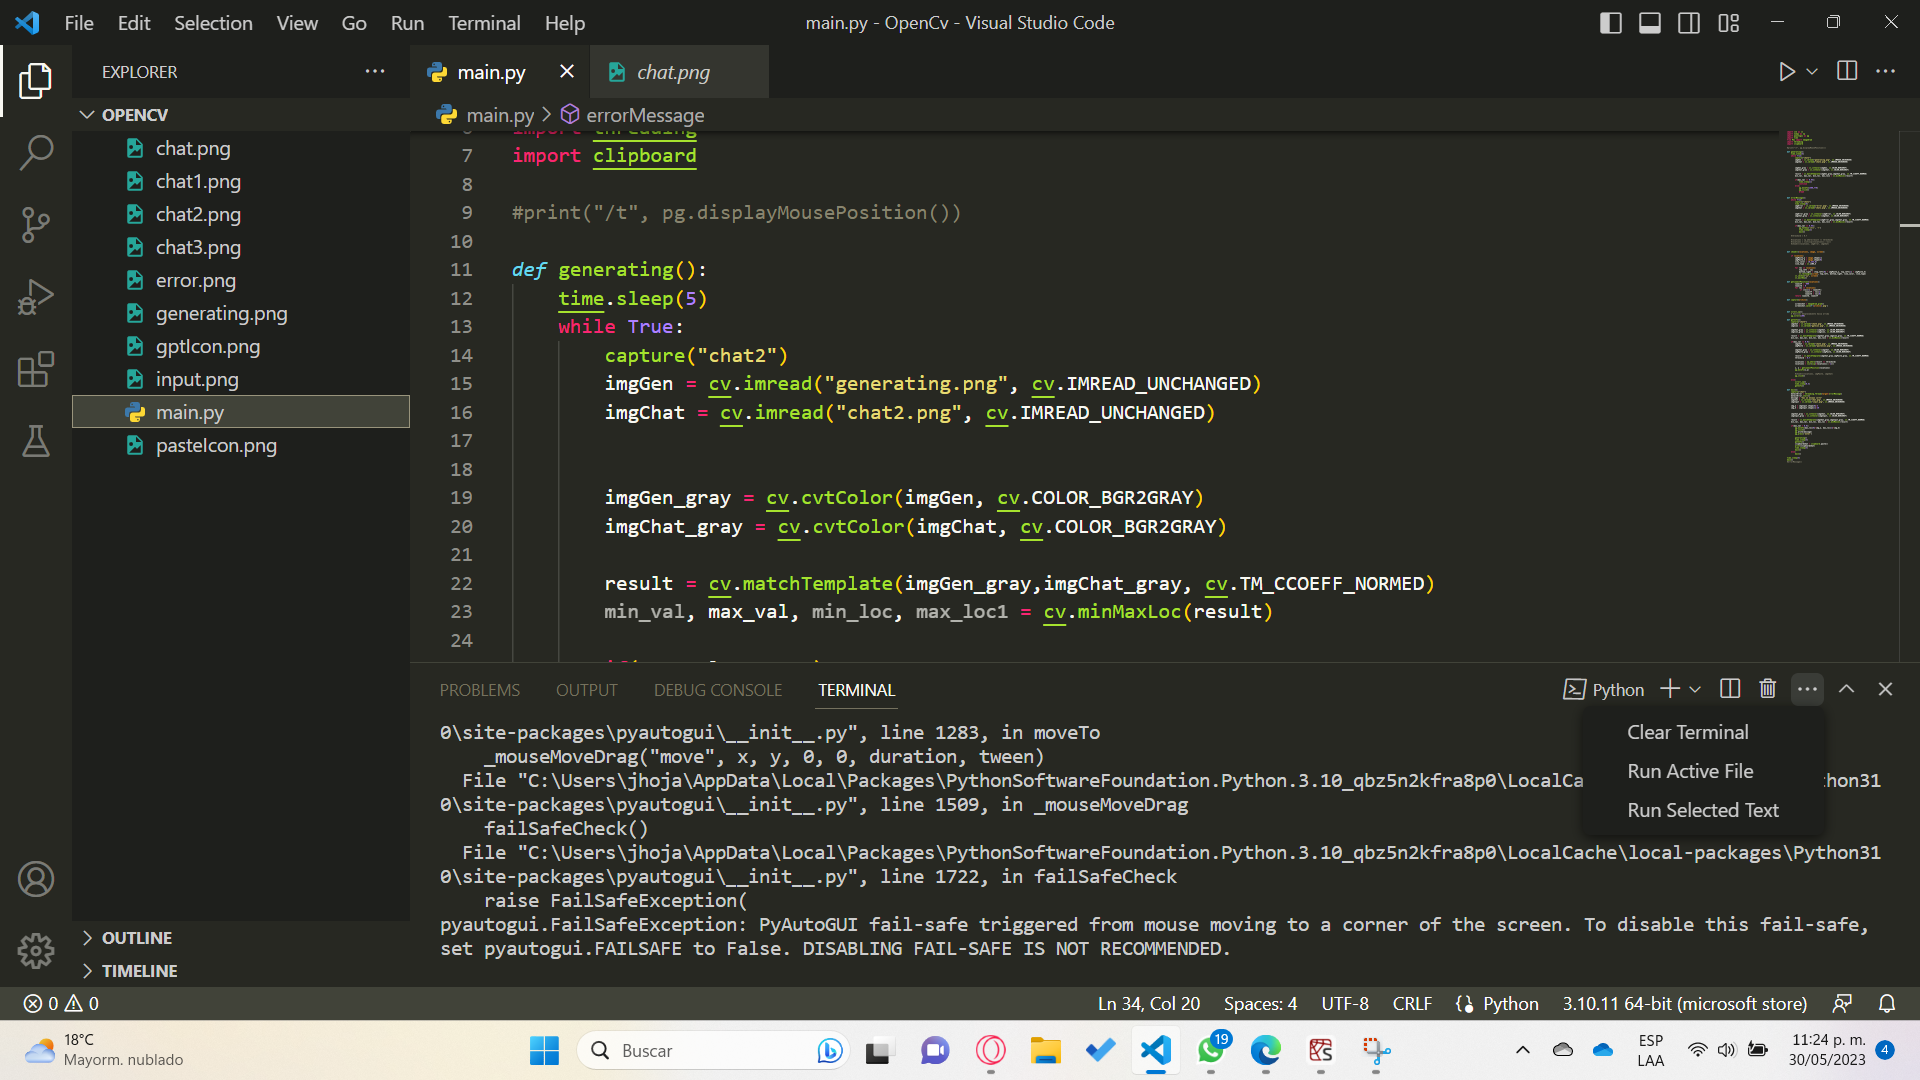 File Edit Selection View Go Run Terminal Help
main.py - OpenCv - Visual Studio Code
EXPLORER
OPENCV
chat.png
chat1.png
chat2.png
chat3.png
error.png
generating.png
gptIcon.png
input.png
main.py
pasteIcon.png
OUTLINE
TIMELINE
main.py
chat.png
main.py > errorMessage
6 import threading
7 import clipboard
8
9 #print("/t", pg.displayMousePosition())
10
11 def generating():
12 time.sleep(5)
13 while True:
14 capture("chat2")
15 imgGen = cv.imread("generating.png", cv.IMREAD_UNCHANGED)
16 imgChat = cv.imread("chat2.png", cv.IMREAD_UNCHANGED)
17
18
19 imgGen_gray = cv.cvtColor(imgGen, cv.COLOR_BGR2GRAY)
20 imgChat_gray = cv.cvtColor(imgChat, cv.COLOR_BGR2GRAY)
21
22 result = cv.matchTemplate(imgGen_gray,imgChat_gray, cv.TM_CCOEFF_NORMED)
23 min_val, max_val, min_loc, max_loc1 = cv.minMaxLoc(result)
24
PROBLEMS OUTPUT DEBUG CONSOLE TERMINAL
Python
Clear Terminal
Run Active File
Run Selected Text
0\site-packages\pyautogui\__init__.py", line 1283, in moveTo
_mouseMoveDrag("move", x, y, 0, 0, duration, tween)
File "C:\Users\jhoja\AppData\Local\Packages\PythonSoftwareFoundation.Python.3.10_qbz5n2kfra8p0\LocalCa thon31
0\site-packages\pyautogui\__init__.py", line 1509, in _mouseMoveDrag
failSafeCheck()
File "C:\Users\jhoja\AppData\Local\Packages\PythonSoftwareFoundation.Python.3.10_qbz5n2kfra8p0\LocalCache\local-packages\Python31
0\site-packages\pyautogui\__init__.py", line 1722, in failSafeCheck
raise FailSafeException(
pyautogui.FailSafeException: PyAutoGUI fail-safe triggered from mouse moving to a corner of the screen. To disable this fail-safe,
set pyautogui.FAILSAFE to False. DISABLING FAIL-SAFE IS NOT RECOMMENDED.
0 0
Ln 34, Col 20 Spaces: 4 UTF-8 CRLF Python 3.10.11 64-bit (microsoft store)
18°C
Mayorm. nublado
Buscar
19
ESP
LAA
11:24 p. m.
30/05/2023
4